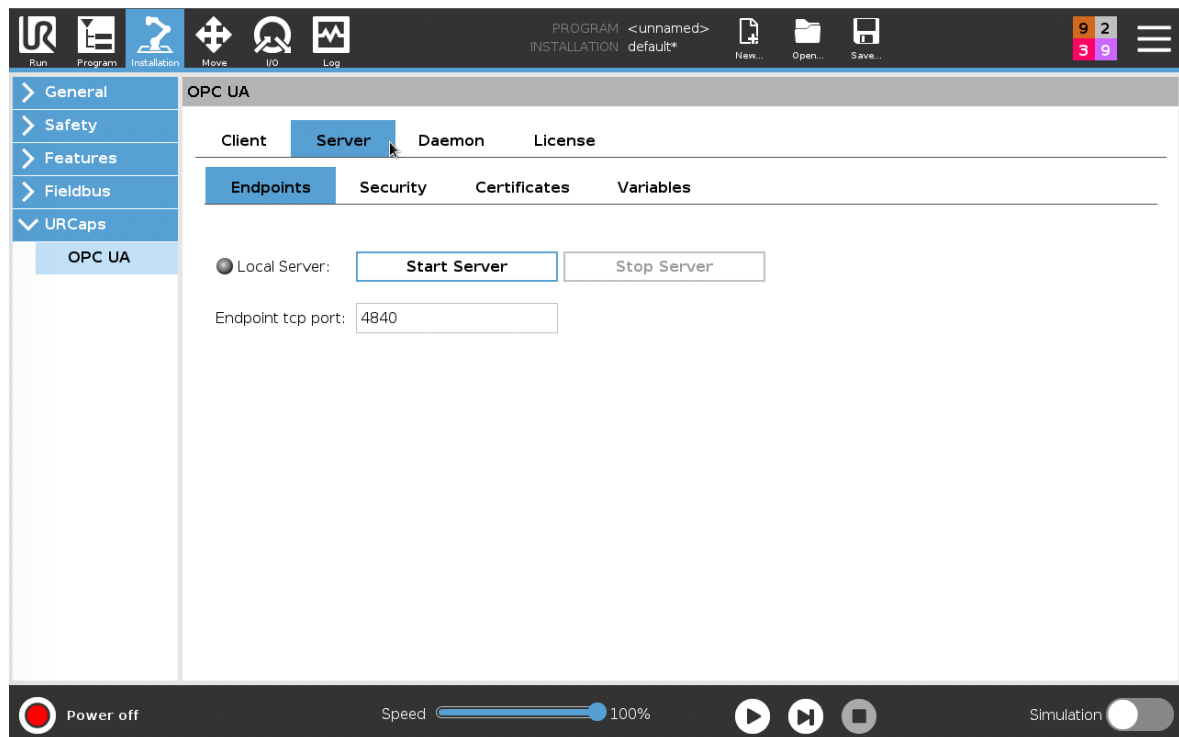 PROGRAM <unnamed>
INSTALLATION default*
Run Program Installation Move I/O Log New... Open... Save...
9 2
3 9
General
Safety
Features
Fieldbus
URCaps
OPC UA
OPC UA
Client Server Daemon License
Endpoints Security Certificates Variables
Local Server: Start Server Stop Server
Endpoint tcp port: 4840
Power off Speed 100% Simulation